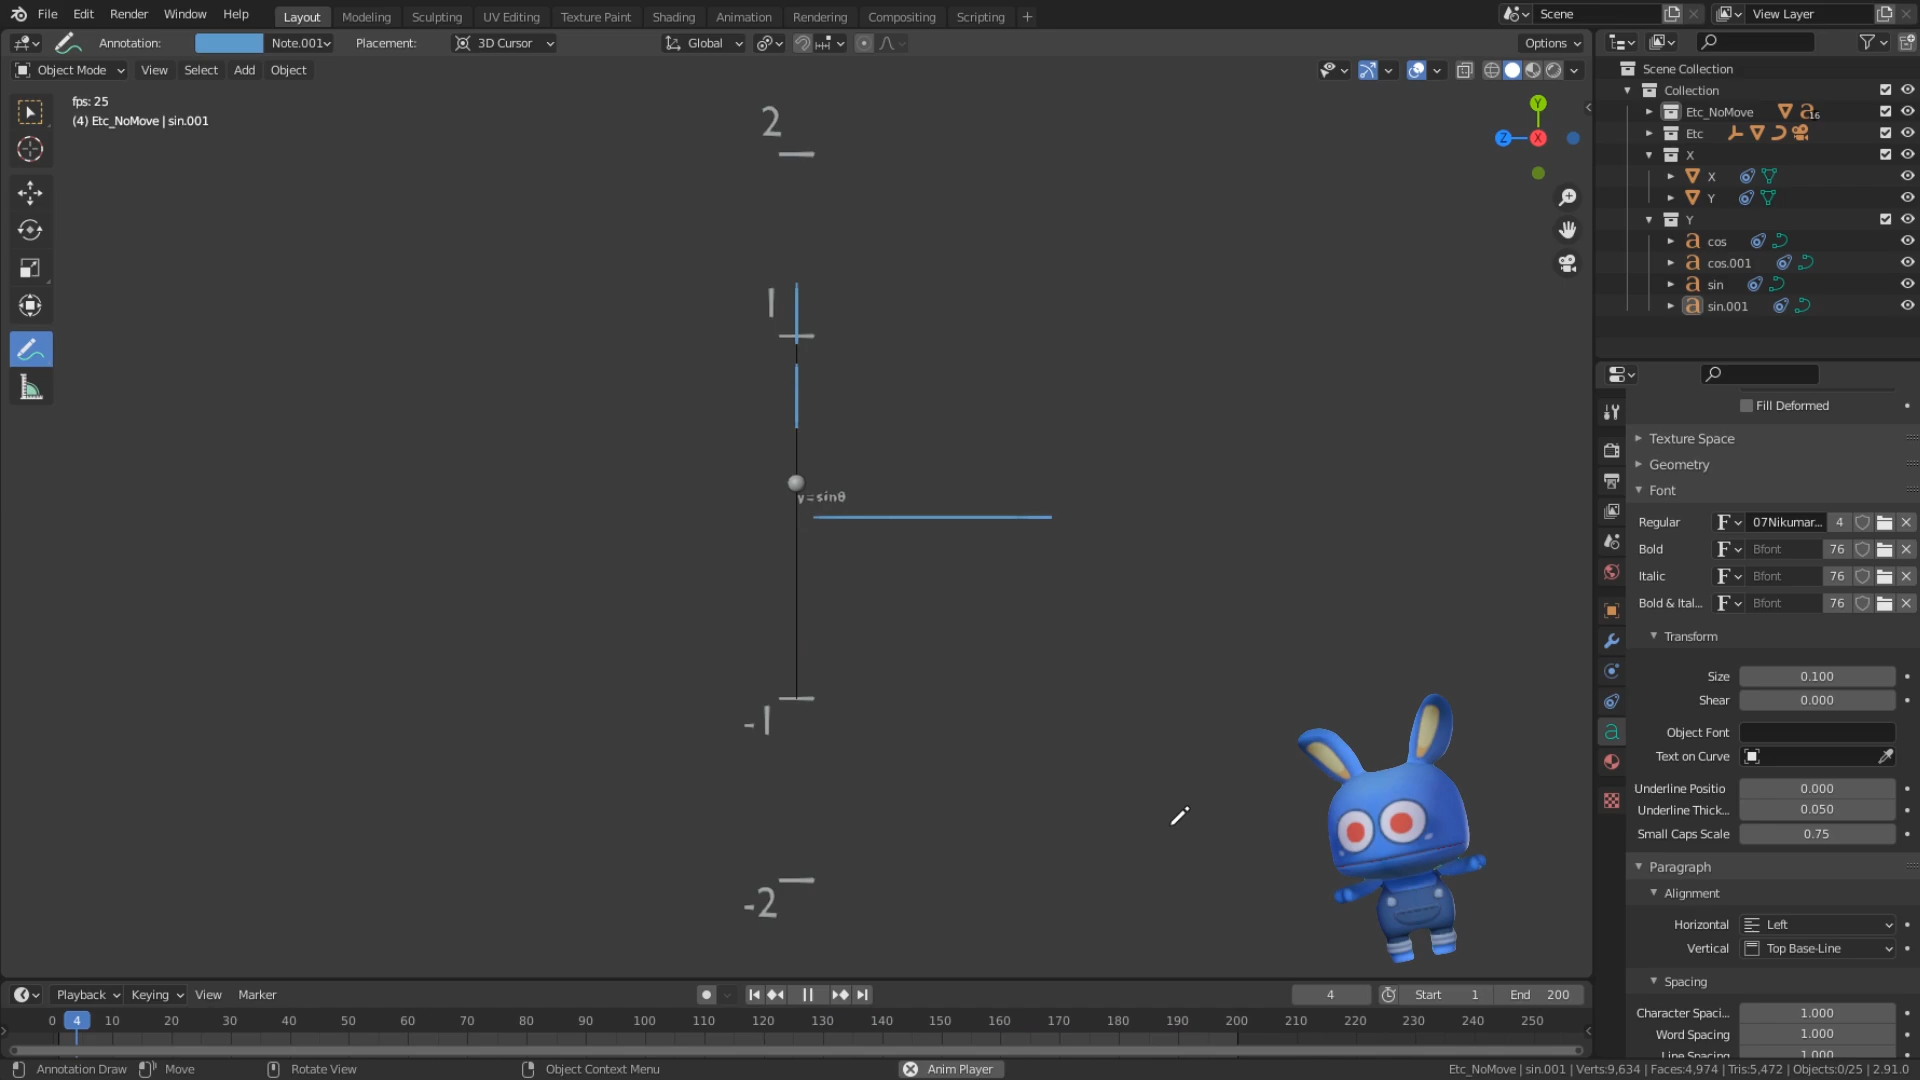 File Edit Render Window Help Layout Modeling Sculpting UV Editing Texture Paint Shading Animation Rendering Compositing Scripting + Scene View Layer
Annotation: Note.001 Placement: 3D Cursor Global Options
Object Mode View Select Add Object
fps: 25
(4) Etc_NoMove | sin.001
2
1
y=sinθ
-1
-2
Y
Z
X
Scene Collection
Collection
Etc_NoMove 16
Etc
X
X
Y
Y
cos
cos.001
sin
sin.001
Fill Deformed
Texture Space
Geometry
Font
Regular 07Nikumar... 4
Bold Bfont 76
Italic Bfont 76
Bold & Ital... Bfont 76
Transform
Size 0.100
Shear 0.000
Object Font
Text on Curve
Underline Positio 0.000
Underline Thick... 0.050
Small Caps Scale 0.75
Paragraph
Alignment
Horizontal Left
Vertical Top Base-Line
Spacing
Character Spaci... 1.000
Word Spacing 1.000
Line Spacing 1.000
Playback Keying View Marker 4 Start 1 End 200
0 4 10 20 30 40 50 60 70 80 90 100 110 120 130 140 150 160 170 180 190 200 210 220 230 240 250
Annotation Draw Move Rotate View Object Context Menu Anim Player Etc_NoMove | sin.001 | Verts:9,634 | Faces:4,974 | Tris:5,472 | Objects:0/25 | 2.91.0